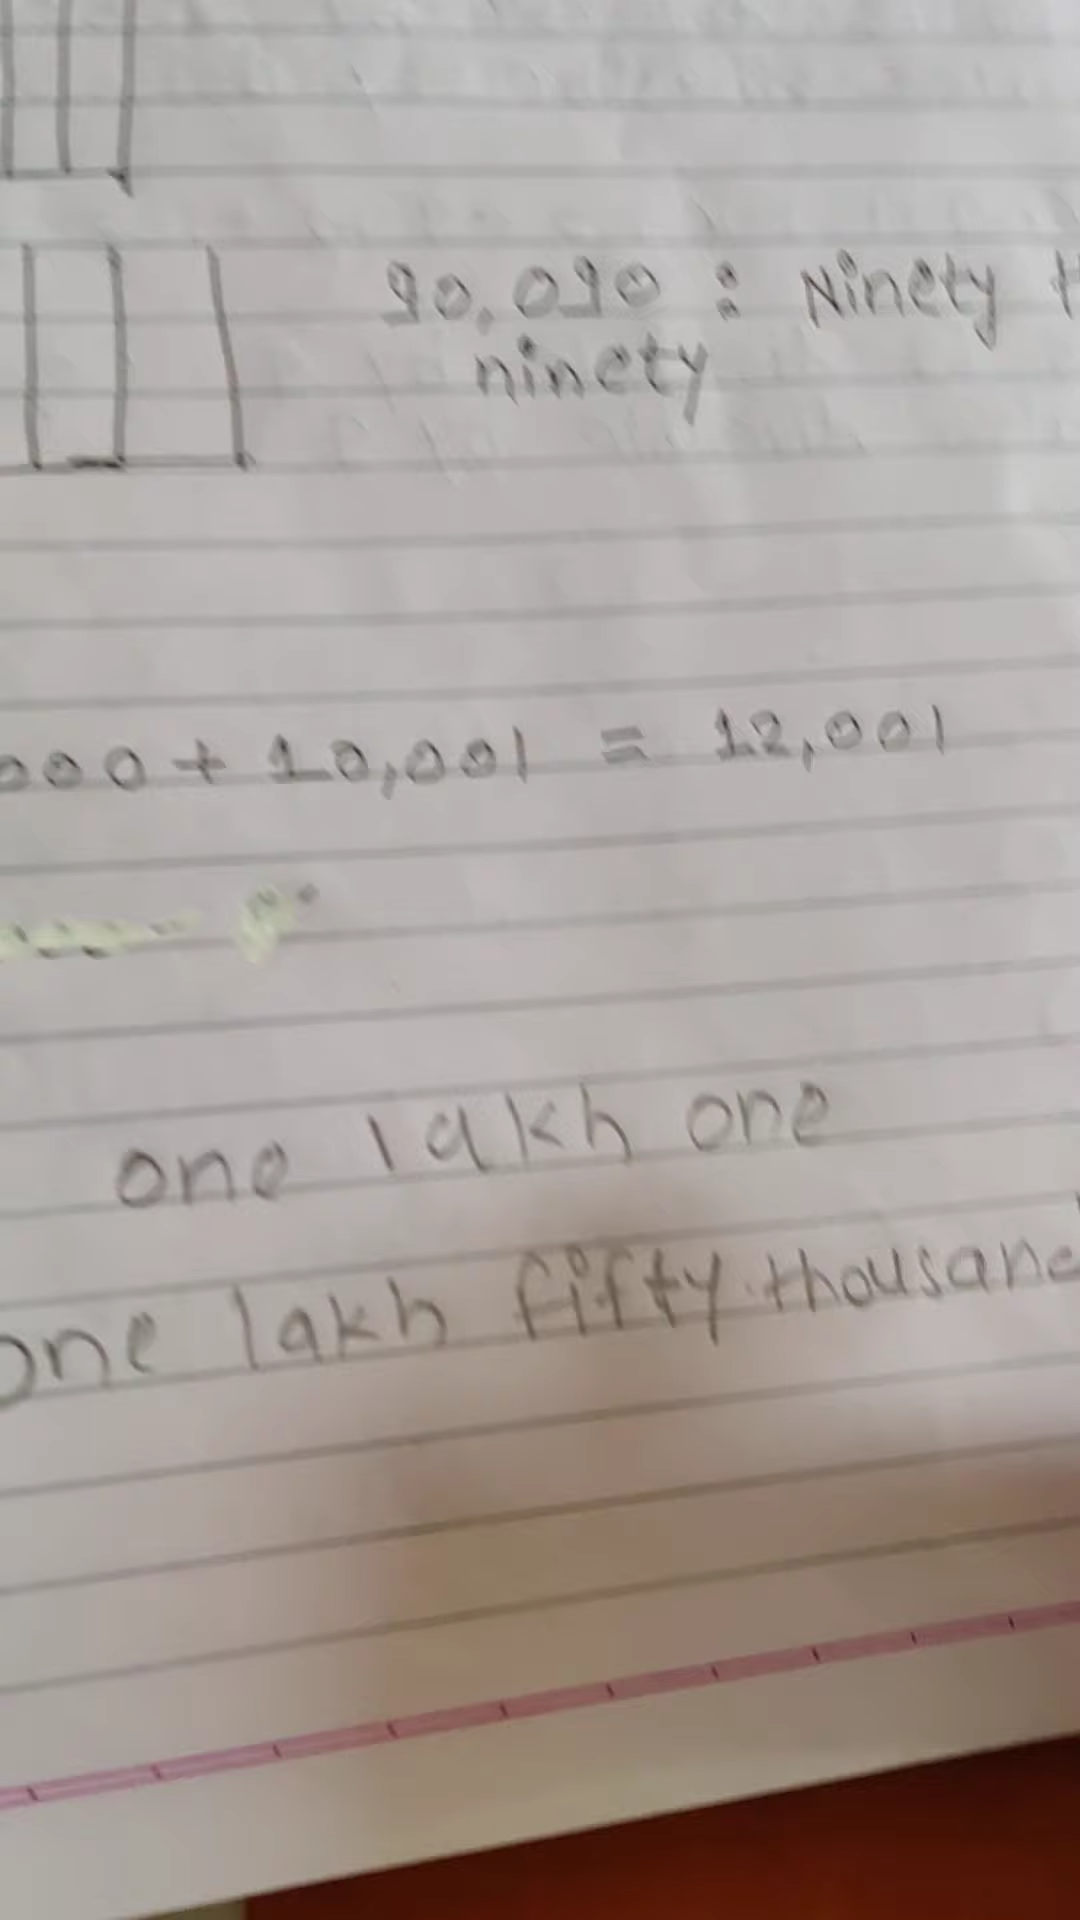 90,090 : Ninety
ninety
000 + 10,001 = 12,001
one lakh one
one lakh fifty thousand